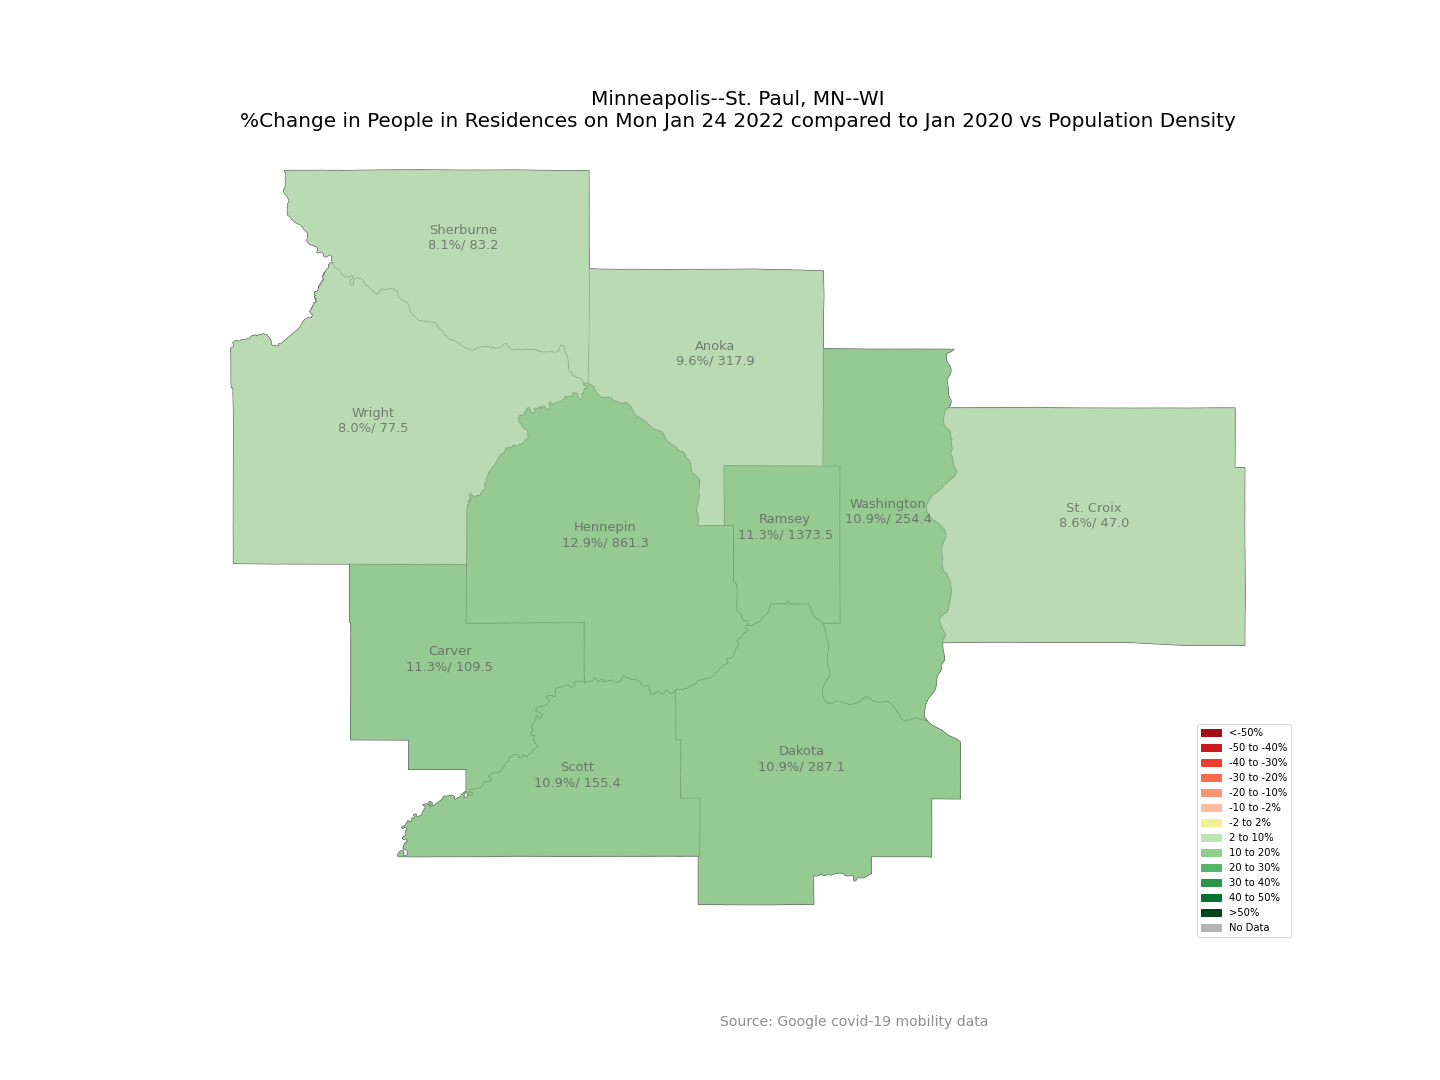 Minneapolis--St. Paul, MN--WI
%Change in People in Residences on Mon Jan 24 2022 compared to Jan 2020 vs Population Density
Sherburne
8.1%/ 83.2
Anoka
9.6%/ 317.9
Wright
8.0%/ 77.5
Washington
10.9%/ 254.4
St. Croix
8.6%/ 47.0
Ramsey
11.3%/ 1373.5
Hennepin
12.9%/ 861.3
Carver
11.3%/ 109.5
Dakota
10.9%/ 287.1
Scott
10.9%/ 155.4
<-50%
-50 to -40%
-40 to -30%
-30 to -20%
-20 to -10%
-10 to -2%
-2 to 2%
2 to 10%
10 to 20%
20 to 30%
30 to 40%
40 to 50%
>50%
No Data
Source: Google covid-19 mobility data